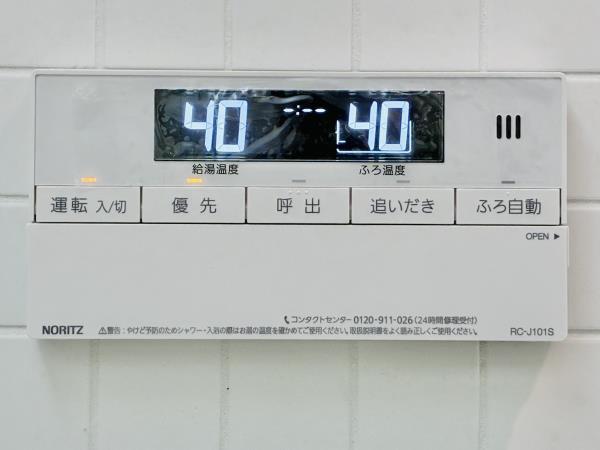 40 -:-- 40
給湯温度 ふろ温度
運転 入/切 優先 呼出 追いだき ふろ自動
OPEN ▶
コンタクトセンター 0120-911-026 (24時間修理受付)
NORITZ ⚠警告:やけど予防のためシャワー・入浴の際はお湯の温度を確かめてご使用ください。取扱説明書をよく読み正しくご使用ください。 RC-J101S